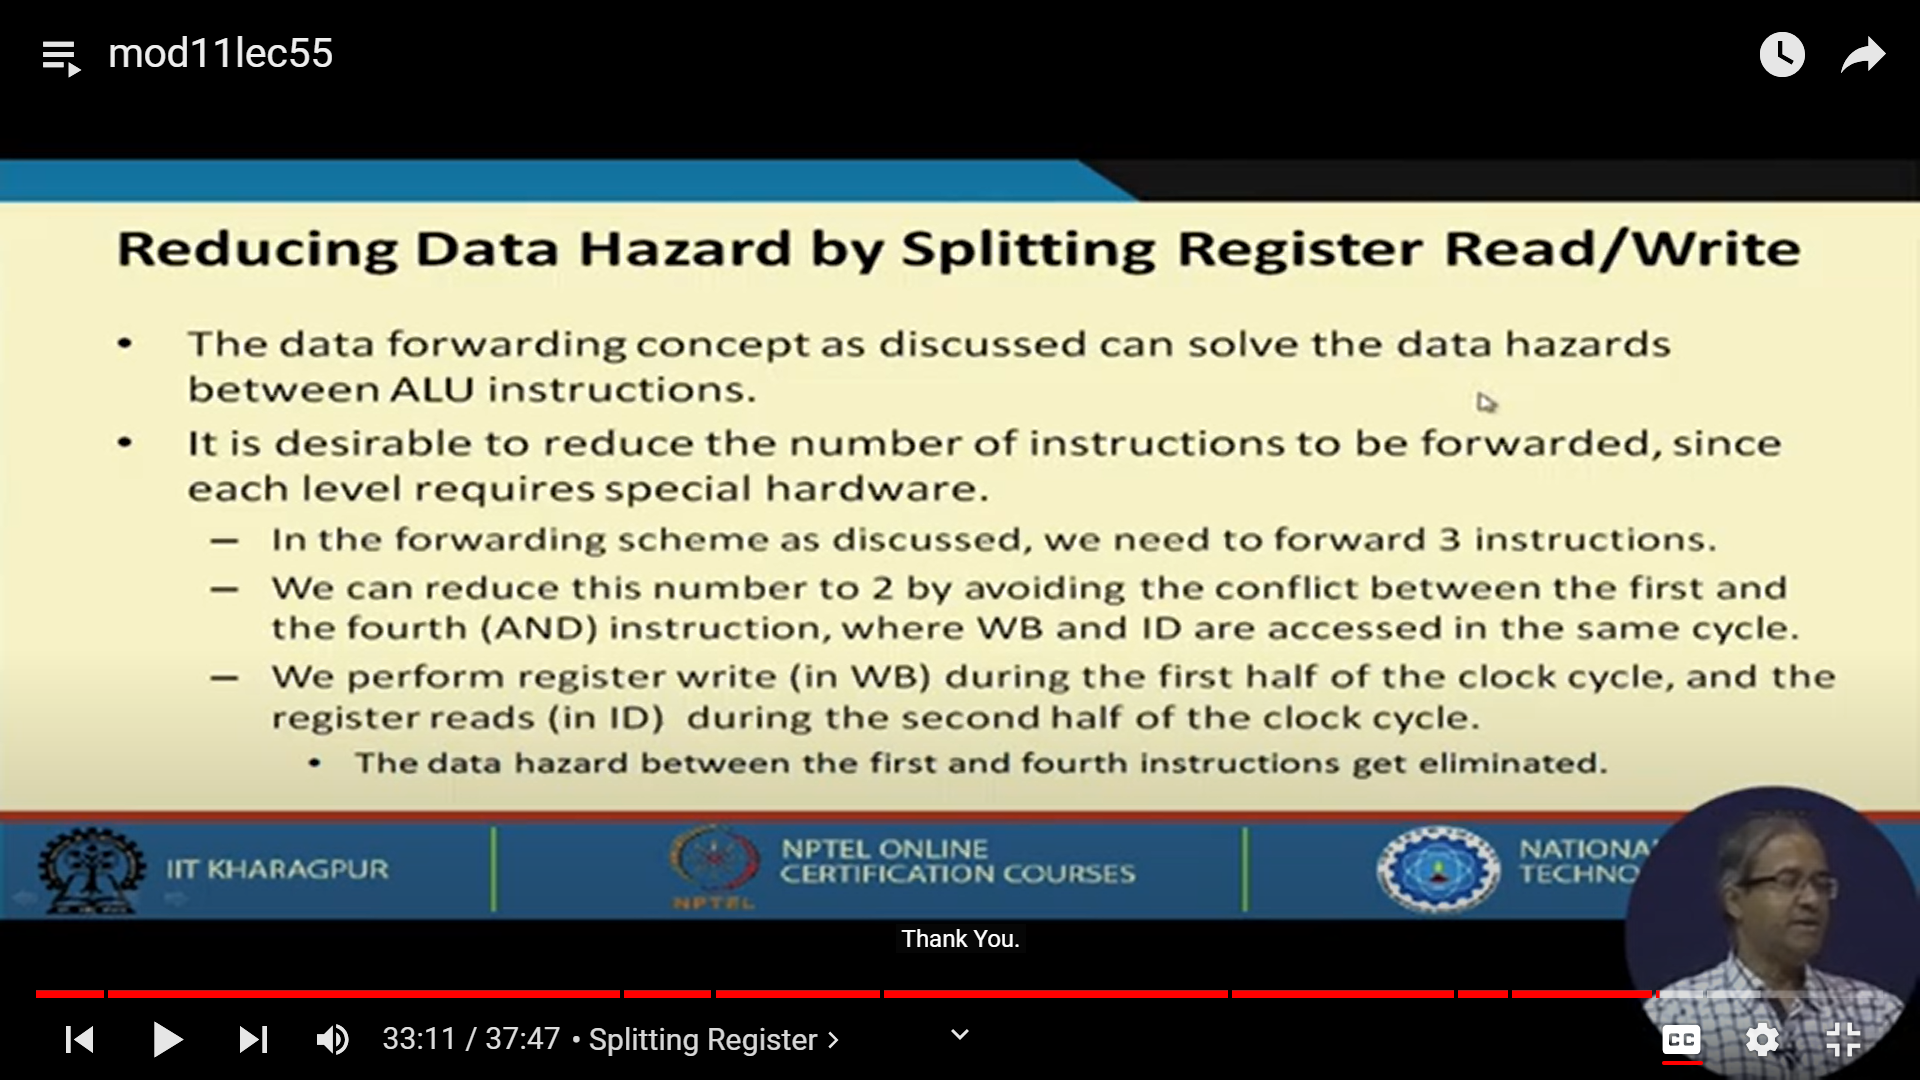 mod11lec55
Reducing Data Hazard by Splitting Register Read/Write
• The data forwarding concept as discussed can solve the data hazards
between ALU instructions.
• It is desirable to reduce the number of instructions to be forwarded, since
each level requires special hardware.
– In the forwarding scheme as discussed, we need to forward 3 instructions.
– We can reduce this number to 2 by avoiding the conflict between the first and
the fourth (AND) instruction, where WB and ID are accessed in the same cycle.
– We perform register write (in WB) during the first half of the clock cycle, and the
register reads (in ID) during the second half of the clock cycle.
• The data hazard between the first and fourth instructions get eliminated.
IIT KHARAGPUR
NPTEL
NPTEL ONLINE
CERTIFICATION COURSES
Thank You.
33:11 / 37:47 • Splitting Register >
CC